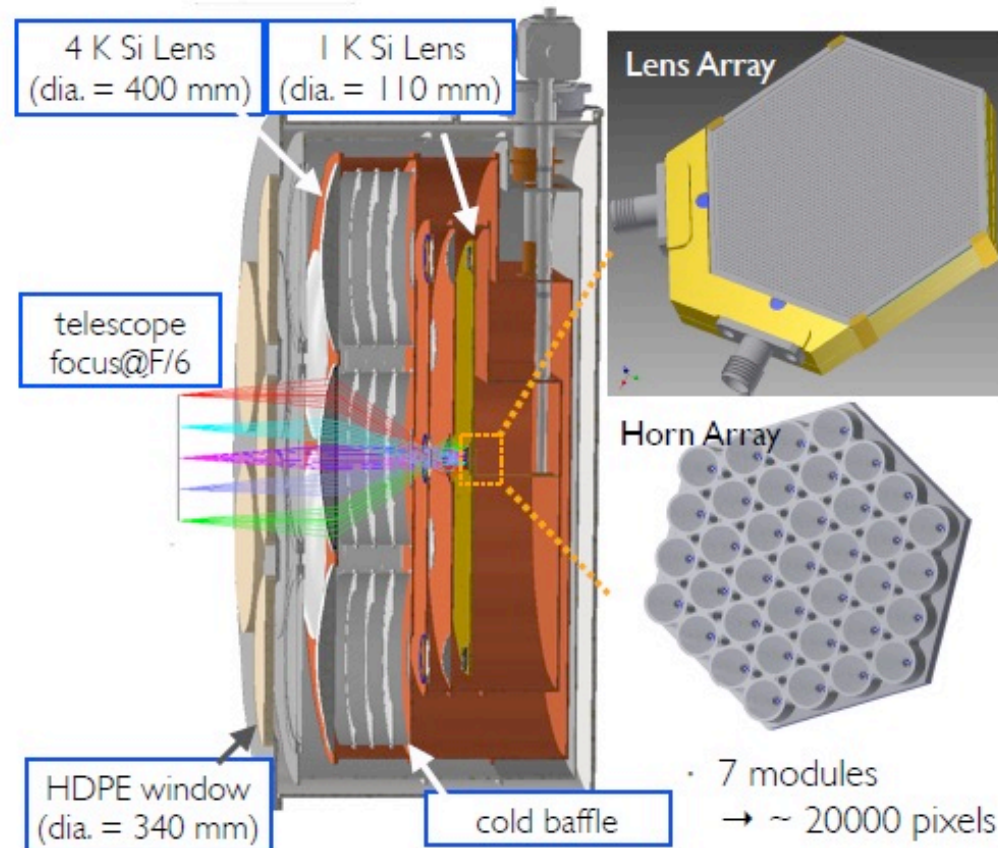 4 K Si Lens
(dia. = 400 mm)
1 K Si Lens
(dia. = 110 mm)
Lens Array
telescope
focus@F/6
Horn Array
HDPE window
(dia. = 340 mm)
cold baffle
· 7 modules
→ ~ 20000 pixels